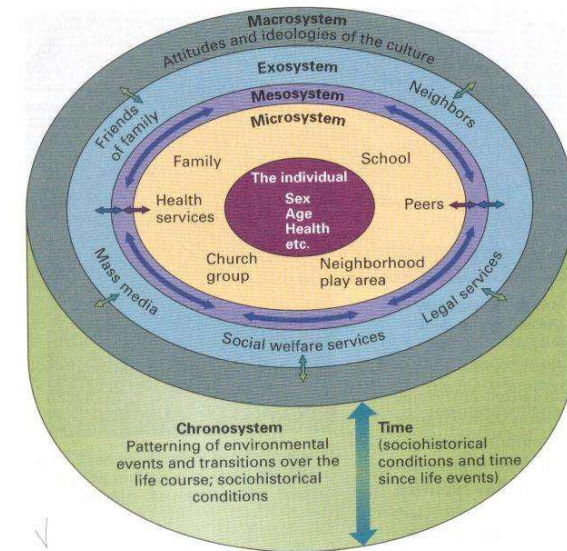 Macrosystem
Attitudes and ideologies of the culture
Exosystem
Mesosystem
Microsystem
Friends
of family
Neighbors
Family
School
The individual
Sex
Age
Health
etc.
Health
services
Peers
Church
group
Neighborhood
play area
Mass media
Legal services
Social welfare services
Chronosystem
Patterning of environmental
events and transitions over the
life course; sociohistorical
conditions
Time
(sociohistorical
conditions and time
since life events)